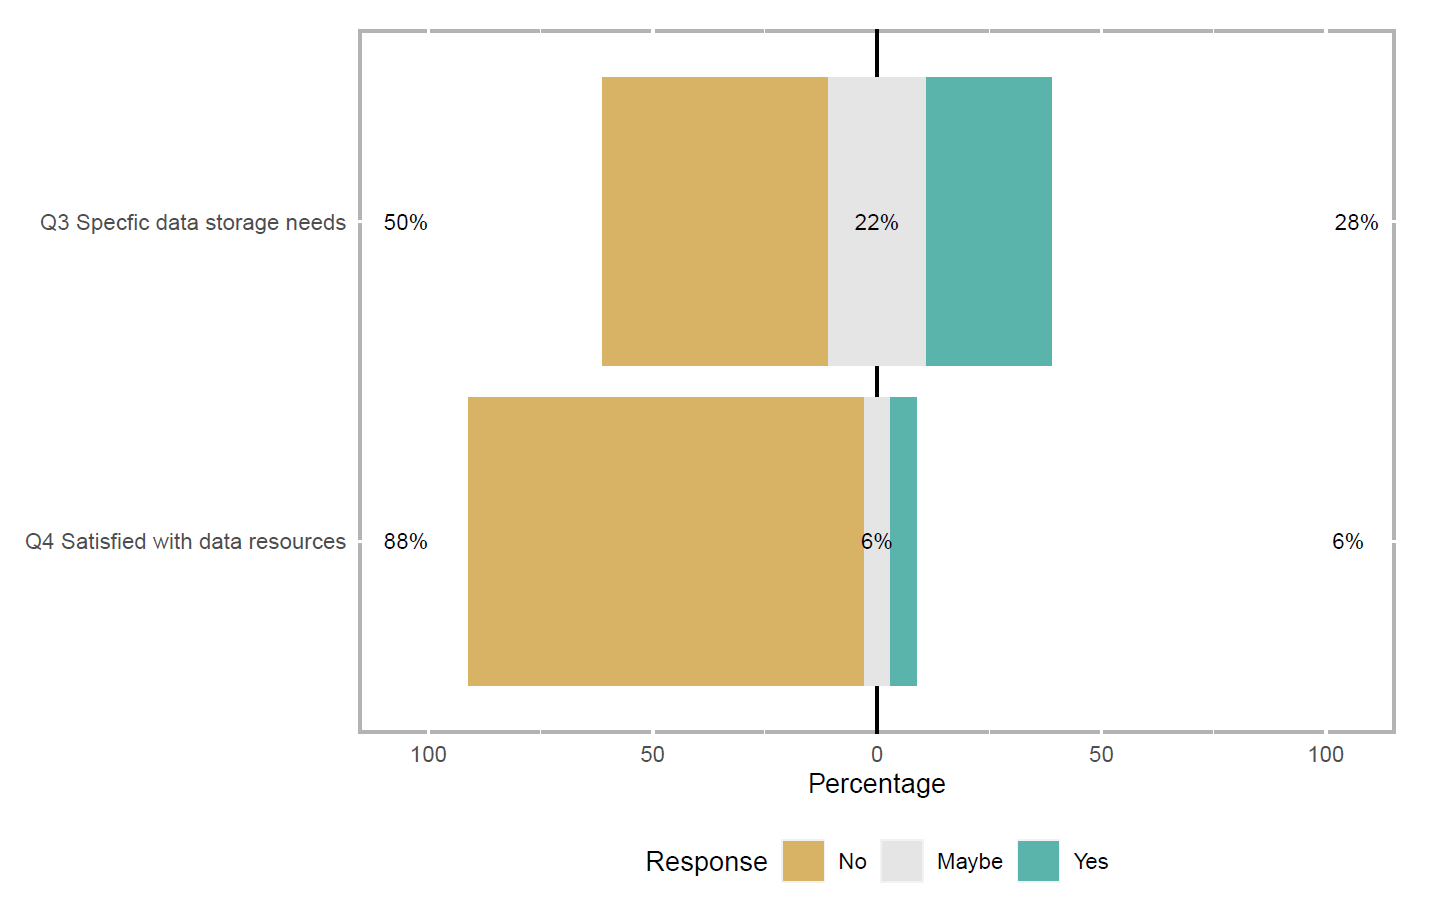 Q3 Specfic data storage needs 50% 22% 28%
Q4 Satisfied with data resources 88% 6% 6%
100 50 0 50 100
Percentage
Response No Maybe Yes